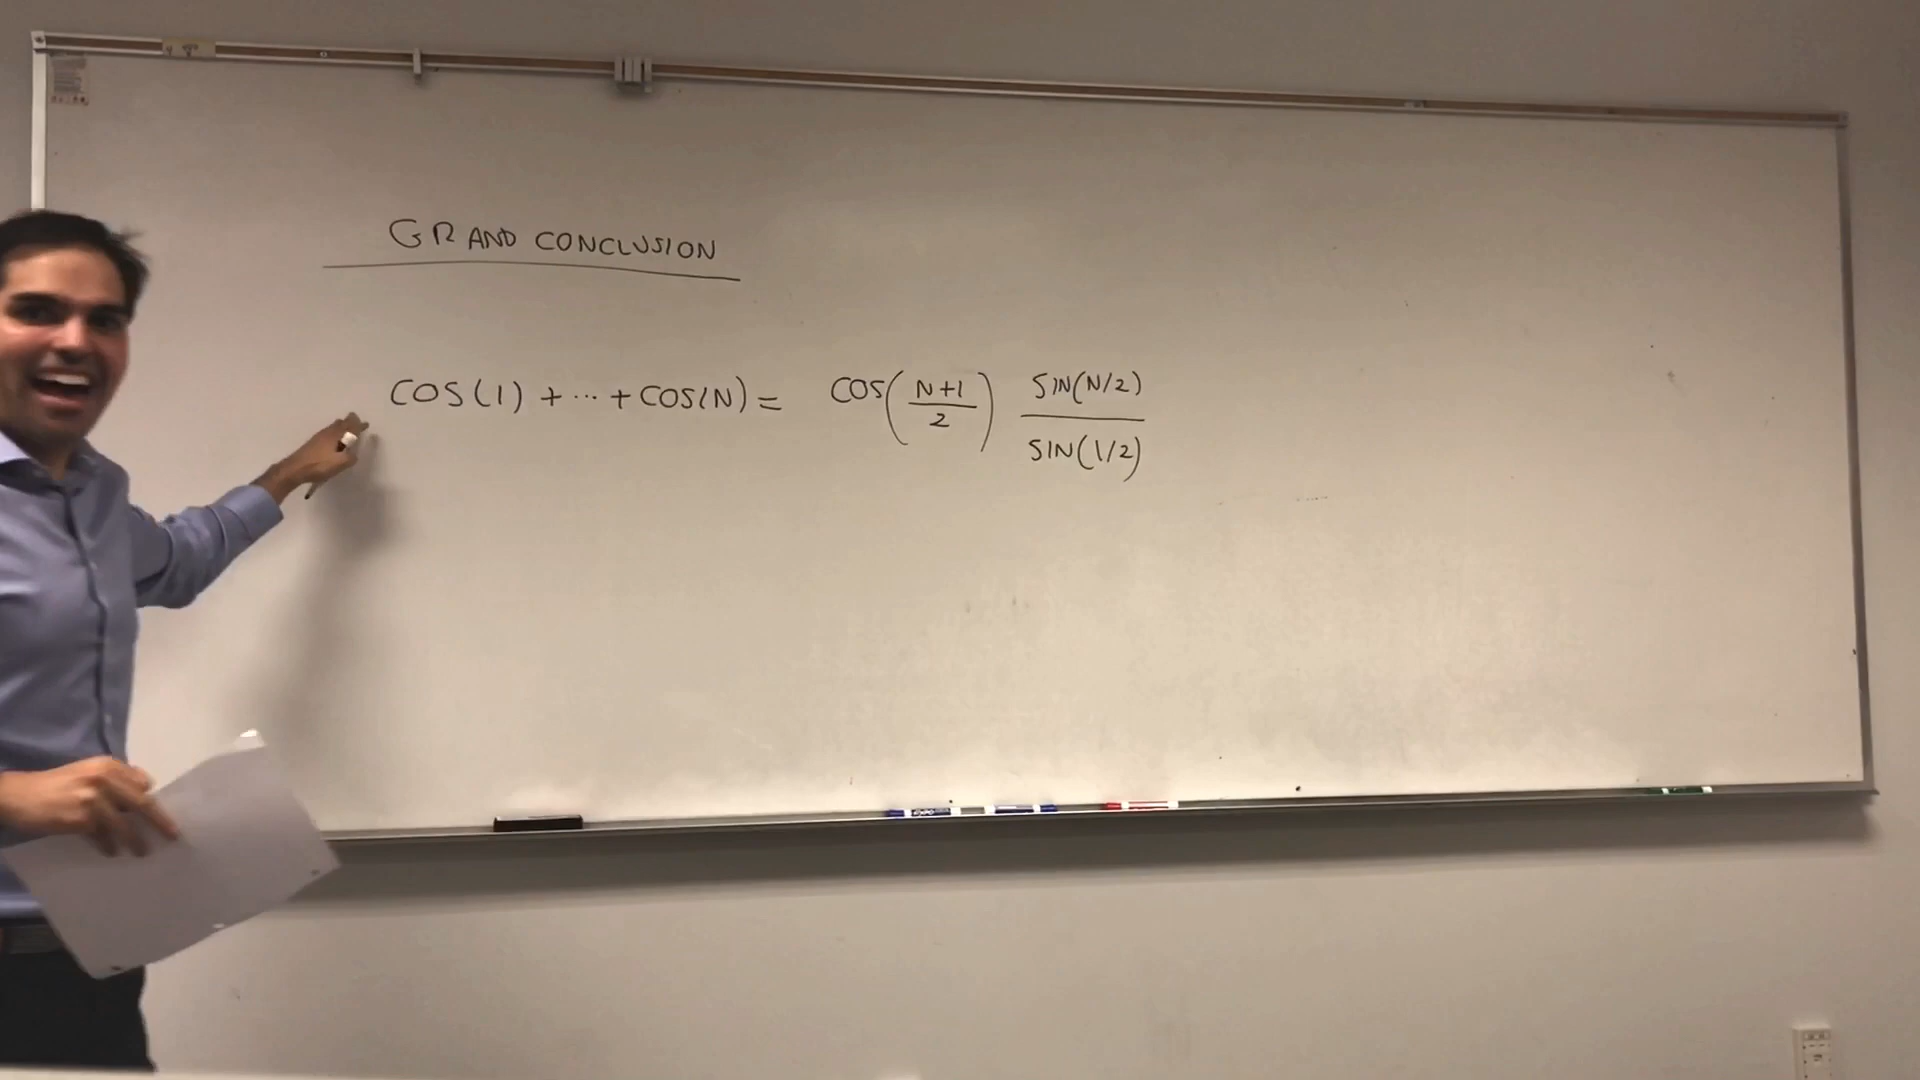 GRAND CONCLUSION
COS(1) + ... + COS(N) = COS((N+1)/2) SIN(N/2)/SIN(1/2)